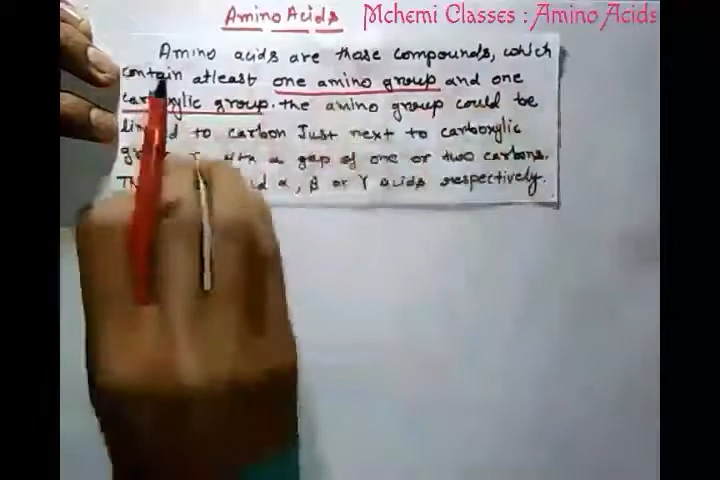 Amino Acids
Mchemi Classes : Amino Acids
Amino acids are those compounds, which
contain atleast one amino group and one
carboxylic group. The amino group could be
to carbon Just next to carboxylic
a gap of one or two carbons.
α, β or γ acids respectively.